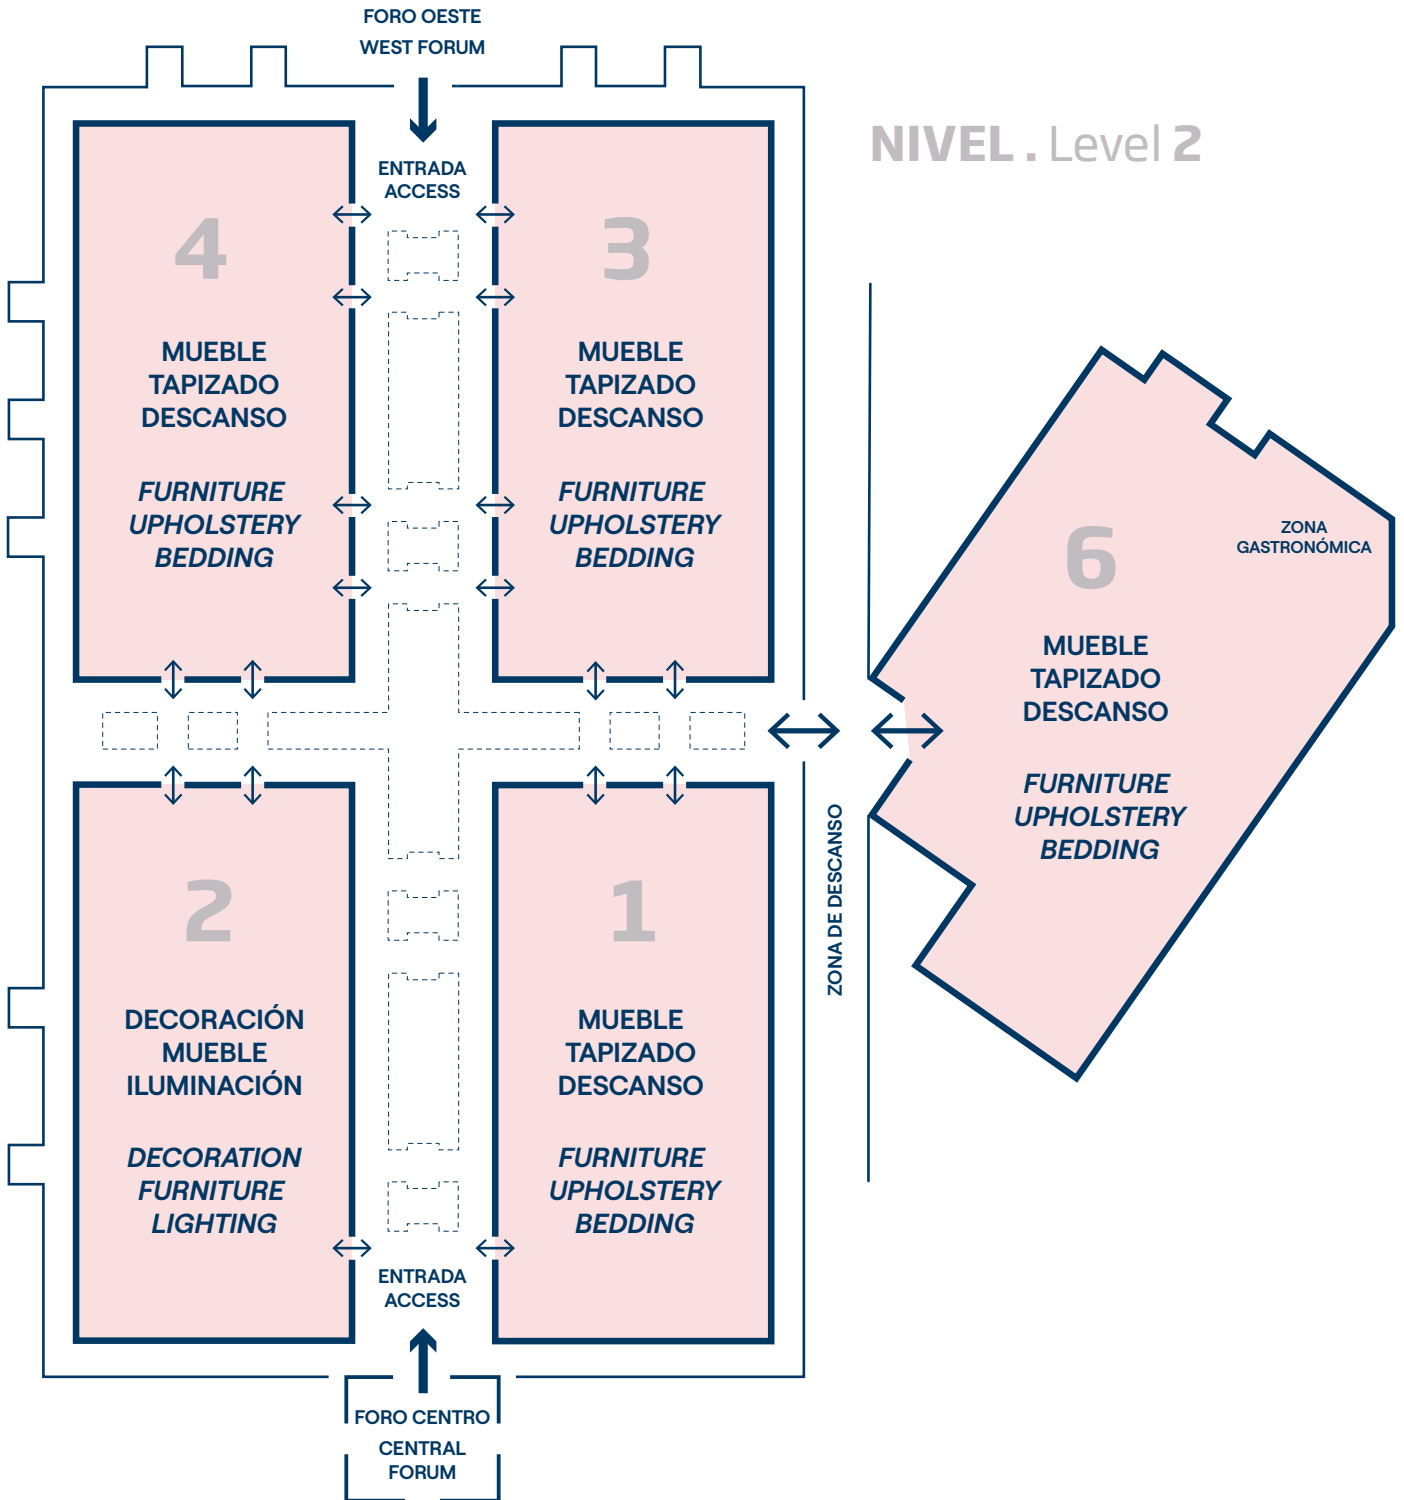 FORO OESTE
WEST FORUM
ENTRADA
ACCESS
NIVEL . Level 2
4
MUEBLE
TAPIZADO
DESCANSO
FURNITURE
UPHOLSTERY
BEDDING
3
MUEBLE
TAPIZADO
DESCANSO
FURNITURE
UPHOLSTERY
BEDDING
ZONA
GASTRONÓMICA
6
MUEBLE
TAPIZADO
DESCANSO
FURNITURE
UPHOLSTERY
BEDDING
ZONA DE DESCANSO
2
DECORACIÓN
MUEBLE
ILUMINACIÓN
DECORATION
FURNITURE
LIGHTING
1
MUEBLE
TAPIZADO
DESCANSO
FURNITURE
UPHOLSTERY
BEDDING
ENTRADA
ACCESS
FORO CENTRO
CENTRAL
FORUM